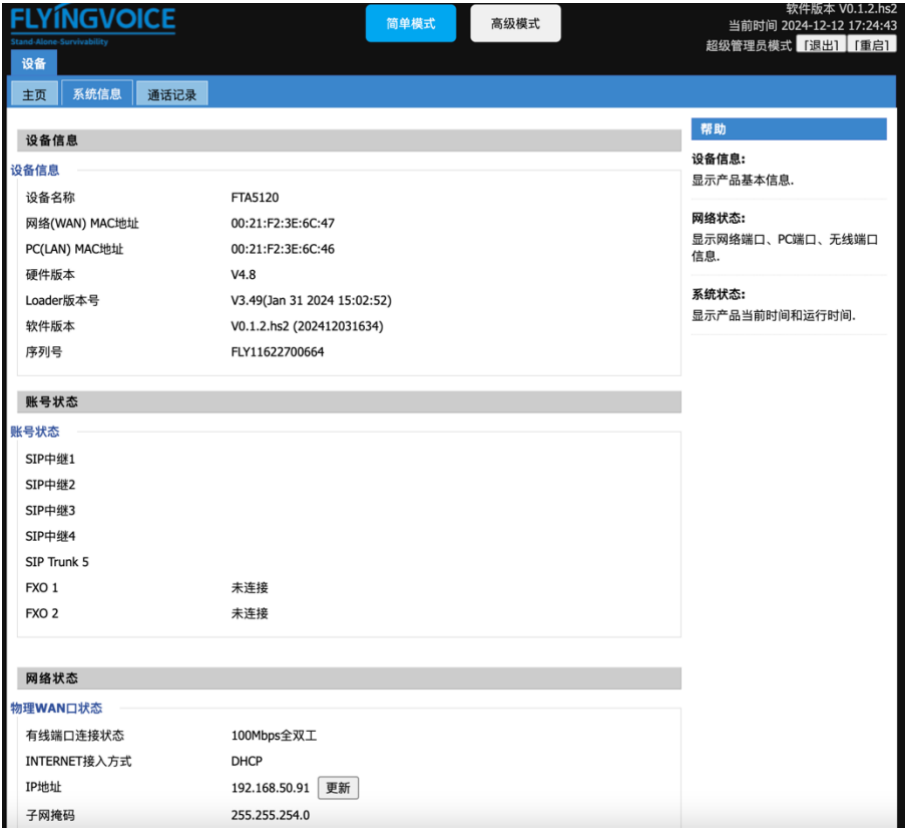 FLYINGVOICE
Stand-Alone-Survivability
简单模式
高级模式
软件版本 V0.1.2.hs2
当前时间 2024-12-12 17:24:43
超级管理员模式 [退出] [重启]
设备
主页 系统信息 通话记录
设备信息
设备信息
设备名称 FTA5120
网络(WAN) MAC地址 00:21:F2:3E:6C:47
PC(LAN) MAC地址 00:21:F2:3E:6C:46
硬件版本 V4.8
Loader版本号 V3.49(Jan 31 2024 15:02:52)
软件版本 V0.1.2.hs2 (202412031634)
序列号 FLY11622700664
账号状态
账号状态
SIP中继1
SIP中继2
SIP中继3
SIP中继4
SIP Trunk 5
FXO 1 未连接
FXO 2 未连接
网络状态
物理WAN口状态
有线端口连接状态 100Mbps全双工
INTERNET接入方式 DHCP
IP地址 192.168.50.91 更新
子网掩码 255.255.254.0
帮助
设备信息:
显示产品基本信息.
网络状态:
显示网络端口、PC端口、无线端口
信息.
系统状态:
显示产品当前时间和运行时间.